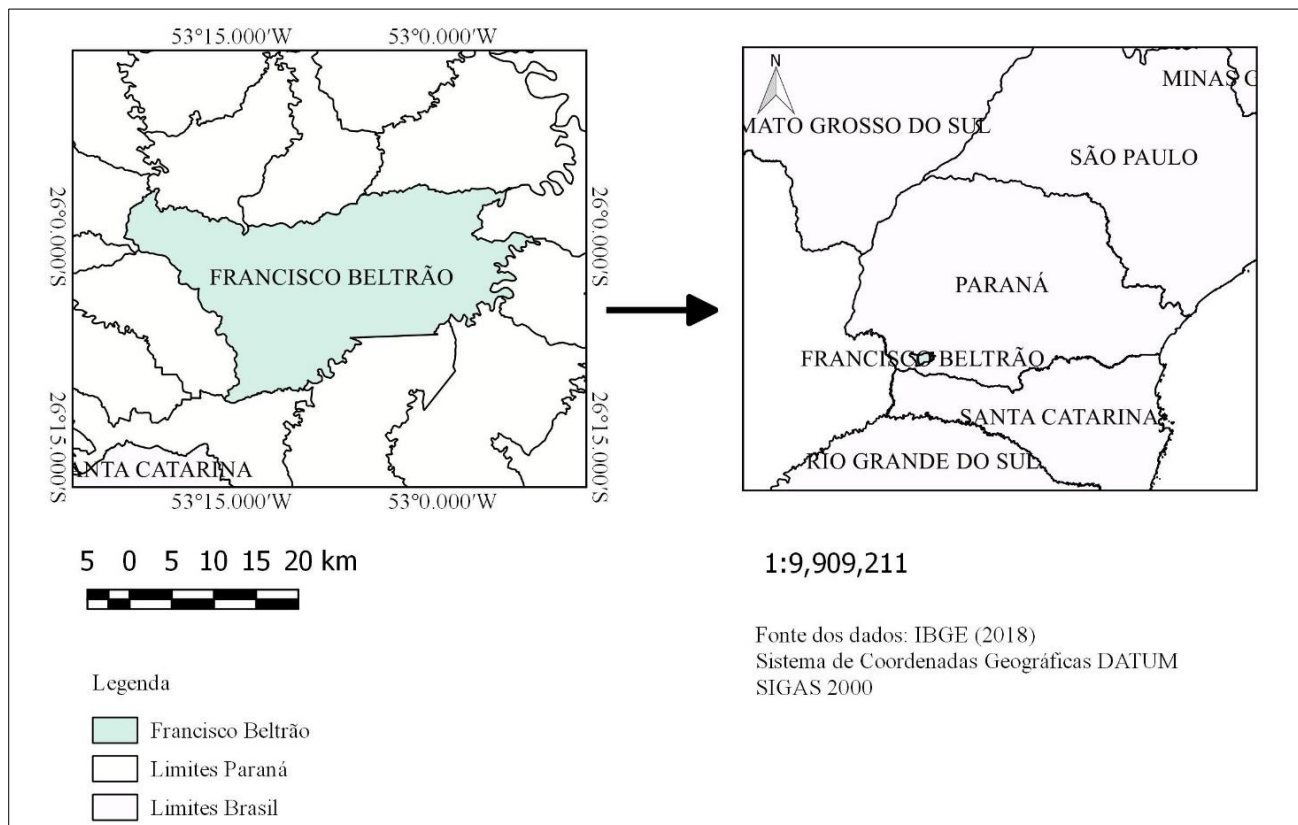 53°15.000'W 53°0.000'W
26°0.000'S
26°0.000'S
FRANCISCO BELTRÃO
26°15.000'S
26°15.000'S
ANTA CATARINA
53°15.000'W 53°0.000'W
N
MINAS G
MATO GROSSO DO SUL
SÃO PAULO
PARANÁ
FRANCISCO BELTRÃO
SANTA CATARINA
RIO GRANDE DO SUL
5 0 5 10 15 20 km
1:9,909,211
Fonte dos dados: IBGE (2018)
Sistema de Coordenadas Geográficas DATUM
SIGAS 2000
Legenda
Francisco Beltrão
Limites Paraná
Limites Brasil